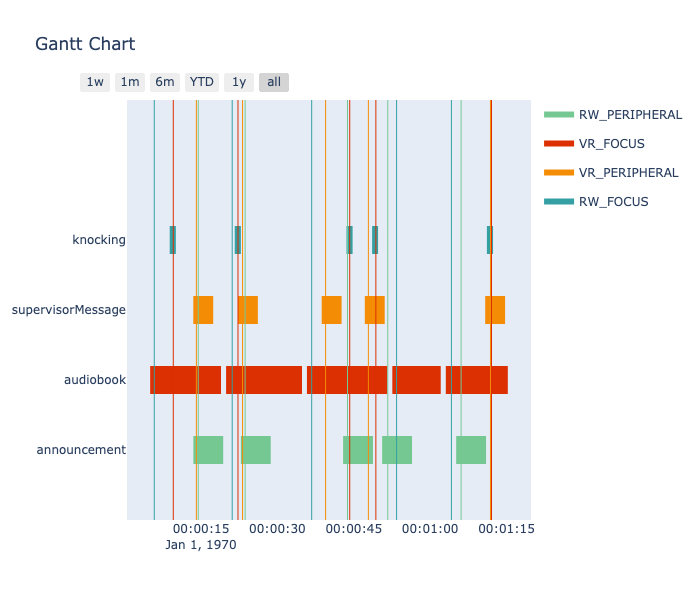 Gantt Chart
1w 1m 6m YTD 1y all
RW_PERIPHERAL
VR_FOCUS
VR_PERIPHERAL
RW_FOCUS
knocking
supervisorMessage
audiobook
announcement
00:00:15 00:00:30 00:00:45 00:01:00 00:01:15
Jan 1, 1970